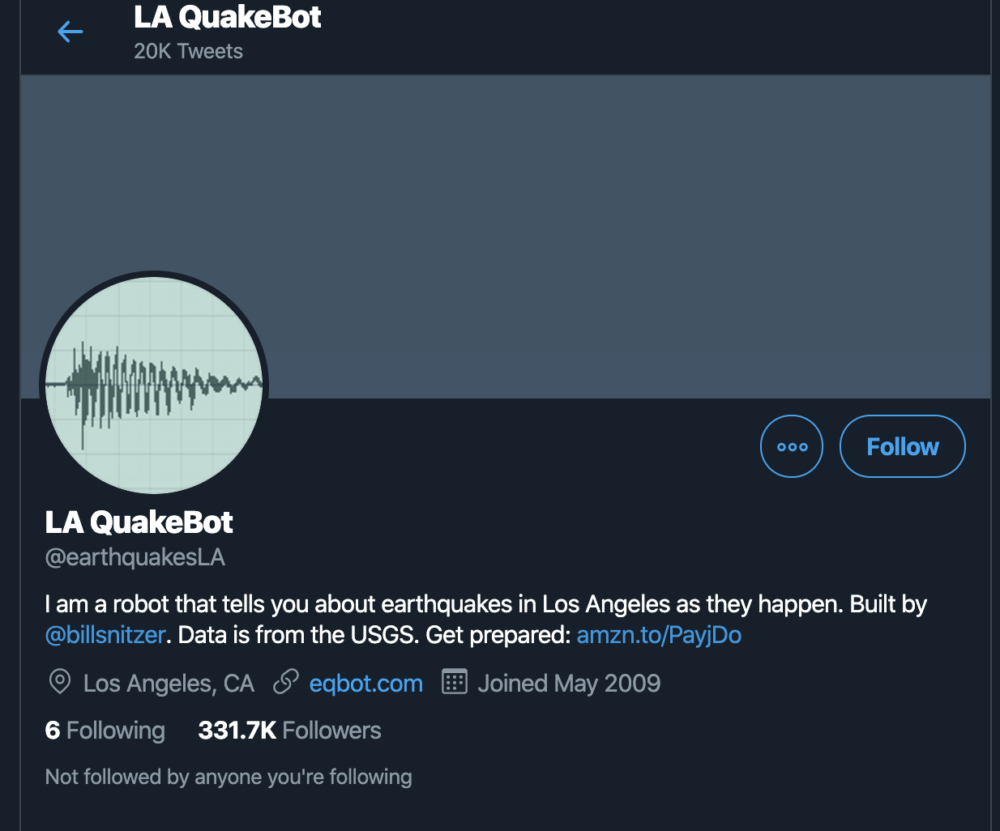 LA QuakeBot
20K Tweets
Follow
LA QuakeBot
@earthquakesLA
I am a robot that tells you about earthquakes in Los Angeles as they happen. Built by
@billsnitzer. Data is from the USGS. Get prepared: amzn.to/PayjDo
Los Angeles, CA eqbot.com Joined May 2009
6 Following 331.7K Followers
Not followed by anyone you're following